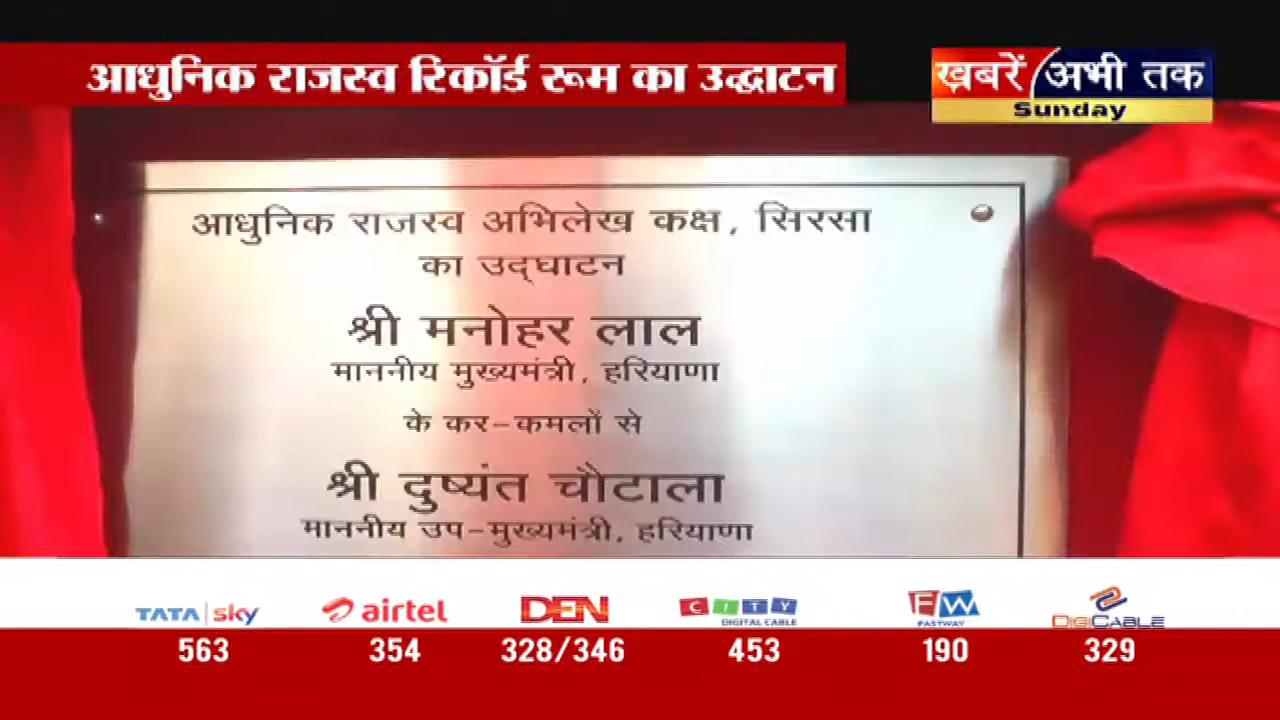 आधुनिक राजस्व रिकॉर्ड रूम का उद्घाटन
ख़बरें अभी तक
Sunday
आधुनिक राजस्व अभिलेख कक्ष, सिरसा
का उद्घाटन
श्री मनोहर लाल
माननीय मुख्यमंत्री, हरियाणा
के कर-कमलों से
श्री दुष्यंत चौटाला
माननीय उप-मुख्यमंत्री, हरियाणा
TATA sky airtel DEN CITY DIGITAL CABLE FW FASTWAY DIGICABLE
563 354 328/346 453 190 329